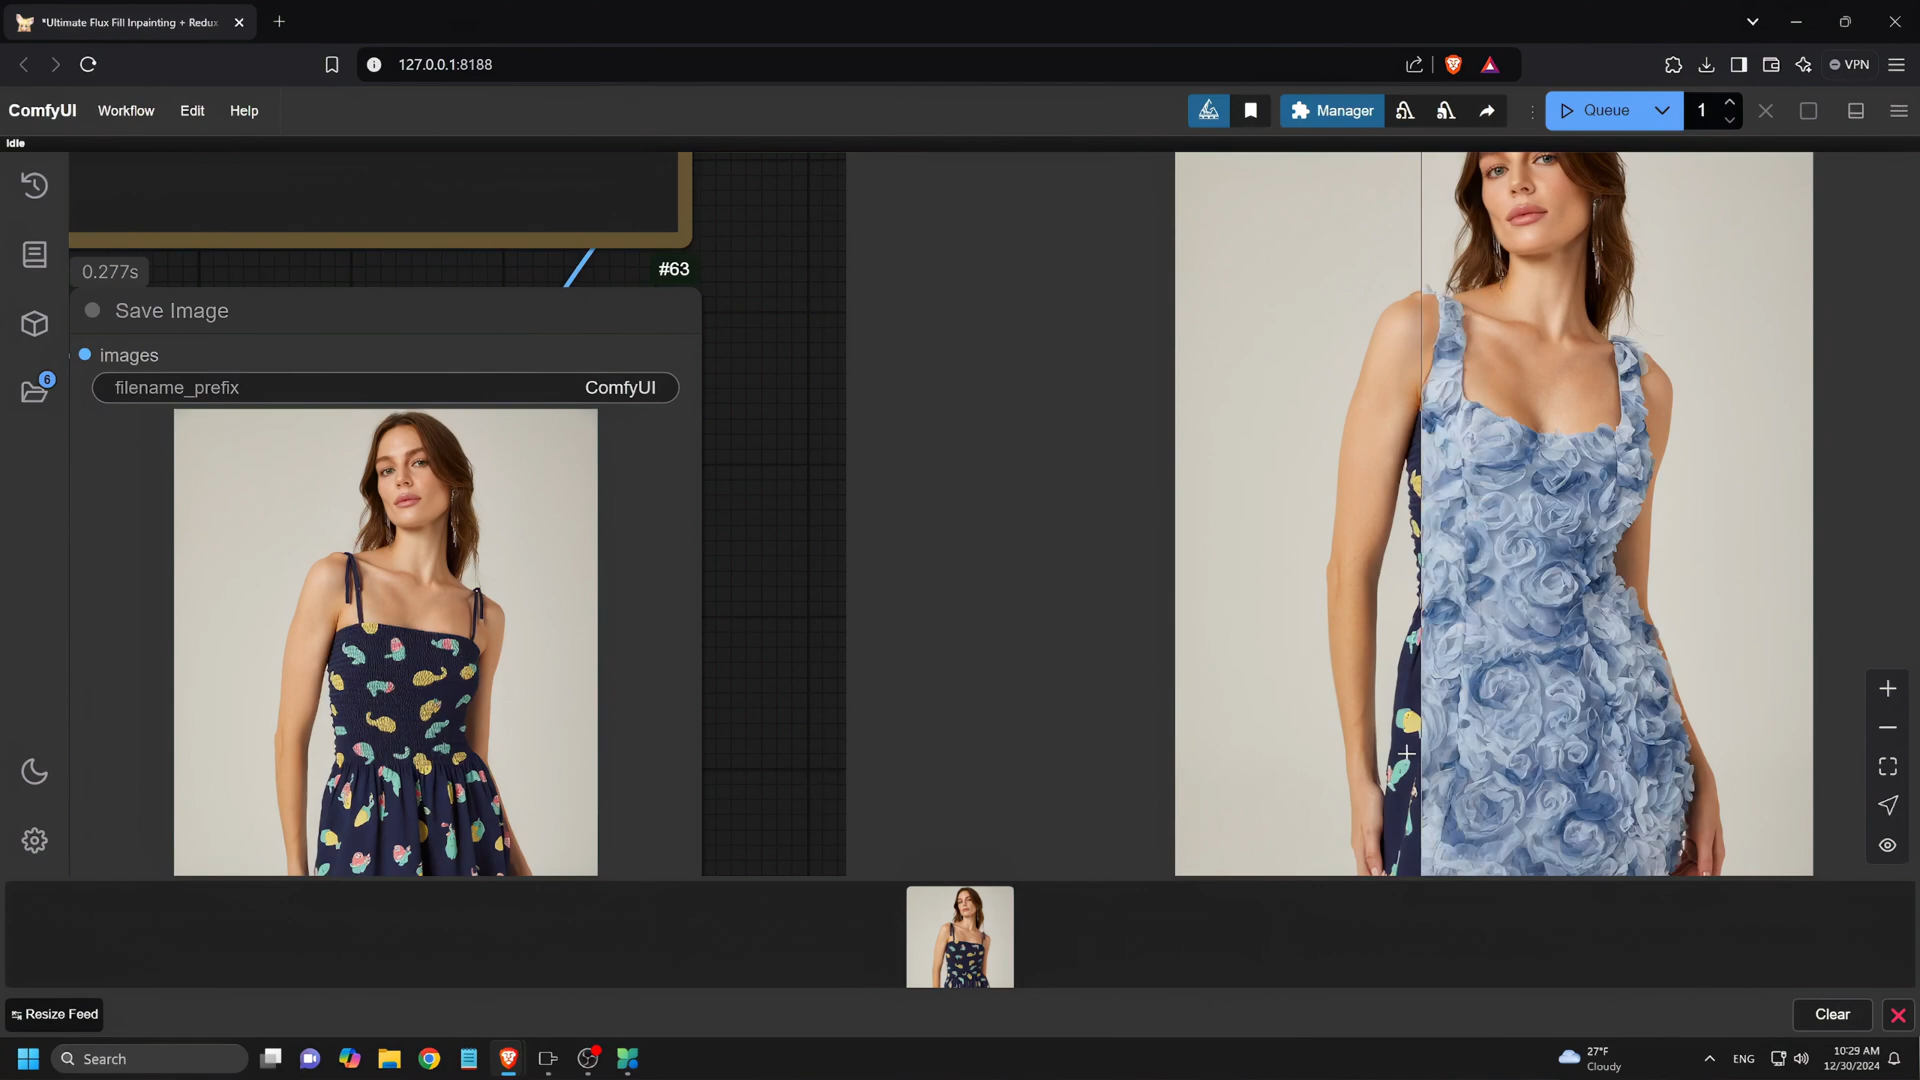 *Ultimate Flux Fill Inpainting + Redux
127.0.0.1:8188
VPN
ComfyUI
Workflow
Edit
Help
Manager
Queue
1
Idle
6
0.277s
#63
Save Image
images
filename_prefix
ComfyUI
Resize Feed
Clear
Search
27°F
Cloudy
ENG
10:29 AM
12/30/2024